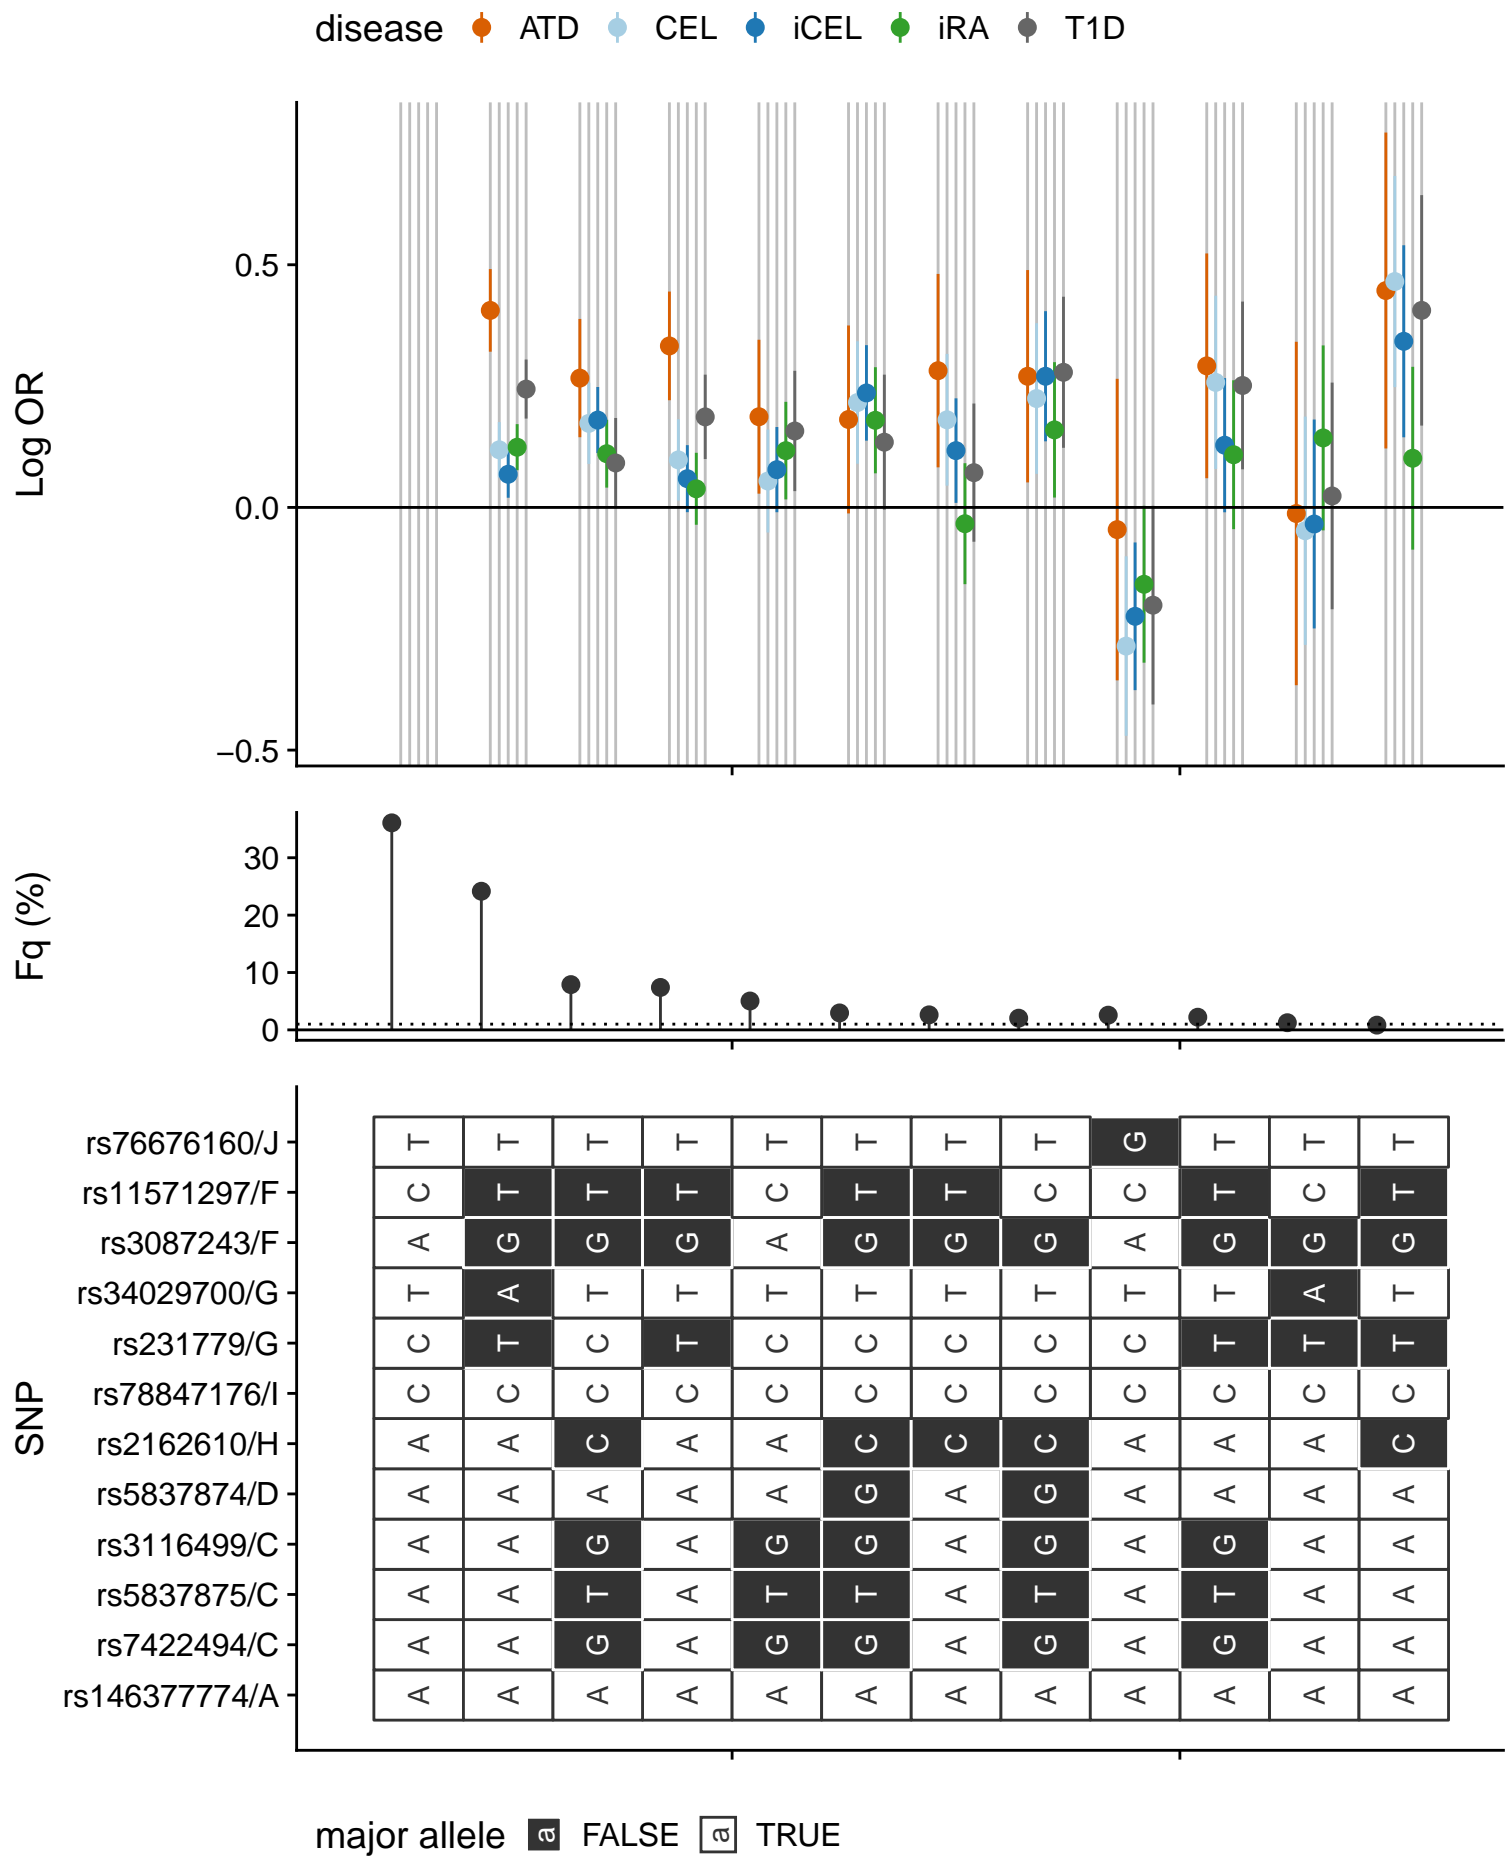 disease ATD CEL iCEL iRA T1D
Log OR
0.5
0.0
−0.5
Fq (%)
30
20
10
0
SNP
rs76676160/J T T T T T T T T G T T T
rs11571297/F C T T T C T T C C T C T
rs3087243/F A G G G A G G G A G G G
rs34029700/G T A T T T T T T T T A T
rs231779/G C T C T C C C C C T T T
rs78847176/I C C C C C C C C C C C C
rs2162610/H A A C A A C C C A A A C
rs5837874/D A A A A A G A G A A A A
rs3116499/C A A G A G G A G A G A A
rs5837875/C A A T A T T A T A T A A
rs7422494/C A A G A G G A G A G A A
rs146377774/A A A A A A A A A A A A A
major allele a FALSE a TRUE